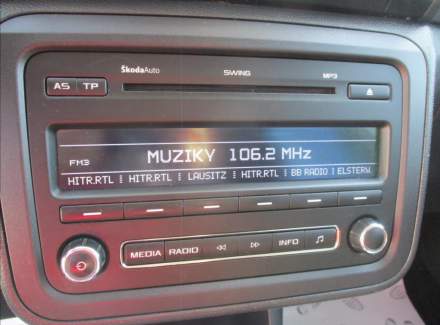 ŠkodaAuto SWING MP3
AS TP
FM3 MUZIKY 106.2 MHz
HITR.RTL HITR.RTL LAUSITZ HITR.RTL BB RADIO ELSTERW.
MEDIA RADIO INFO